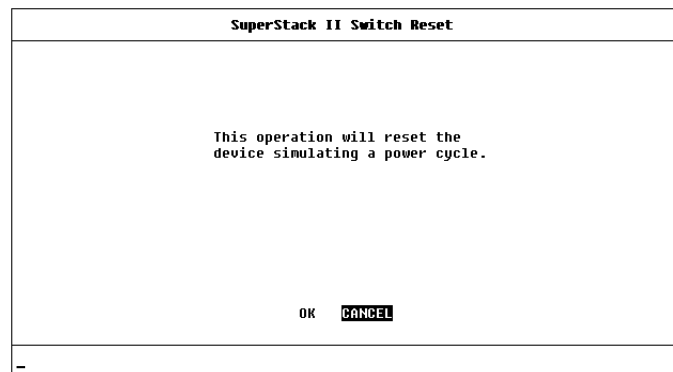 SuperStack II Switch Reset
This operation will reset the
device simulating a power cycle.
OK CANCEL